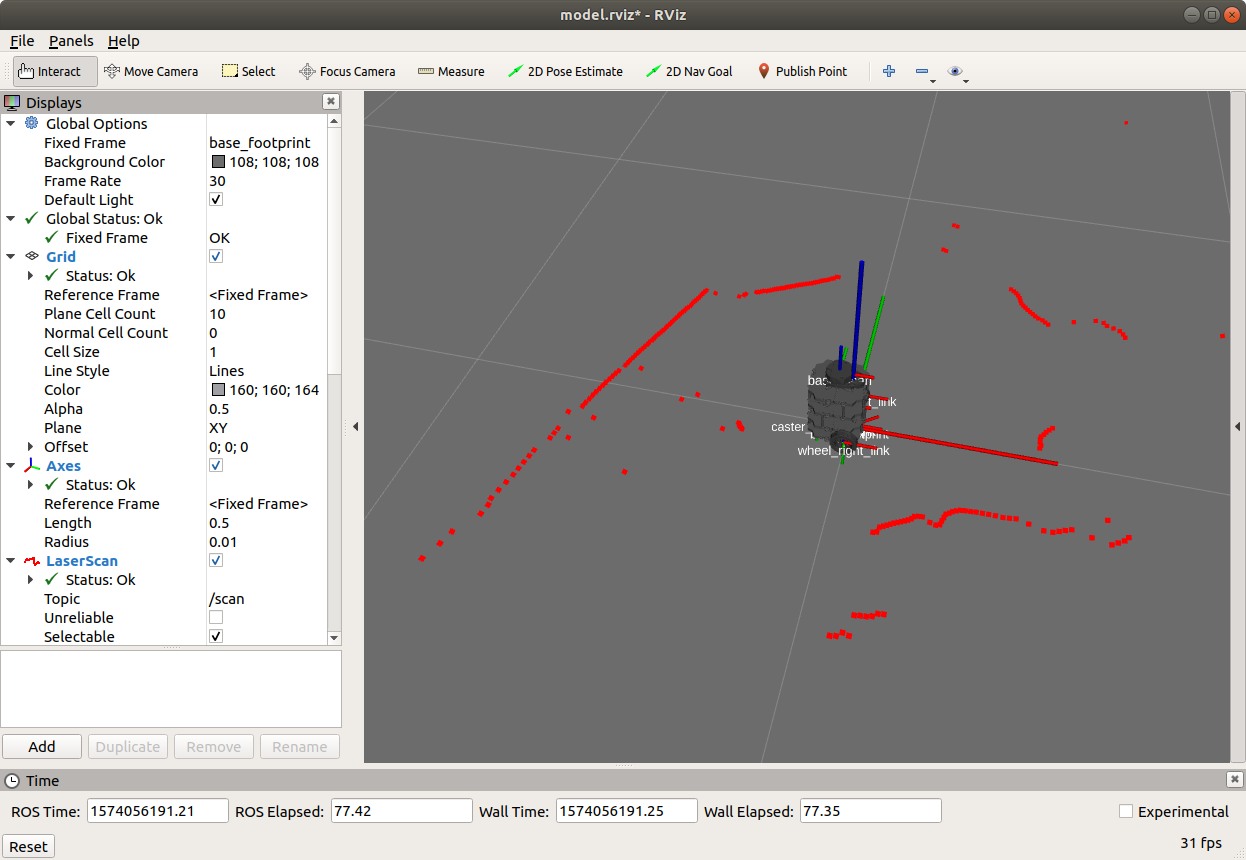 model.rviz* - RViz
File Panels Help
Interact Move Camera Select Focus Camera Measure 2D Pose Estimate 2D Nav Goal Publish Point
Displays
Global Options
Fixed Frame base_footprint
Background Color 108; 108; 108
Frame Rate 30
Default Light
Global Status: Ok
Fixed Frame OK
Grid
Status: Ok
Reference Frame <Fixed Frame>
Plane Cell Count 10
Normal Cell Count 0
Cell Size 1
Line Style Lines
Color 160; 160; 164
Alpha 0.5
Plane XY
Offset 0; 0; 0
Axes
Status: Ok
Reference Frame <Fixed Frame>
Length 0.5
Radius 0.01
LaserScan
Status: Ok
Topic /scan
Unreliable
Selectable
caster
wheel_right_link
Add Duplicate Remove Rename
Time
ROS Time: 1574056191.21 ROS Elapsed: 77.42 Wall Time: 1574056191.25 Wall Elapsed: 77.35 Experimental
Reset 31 fps